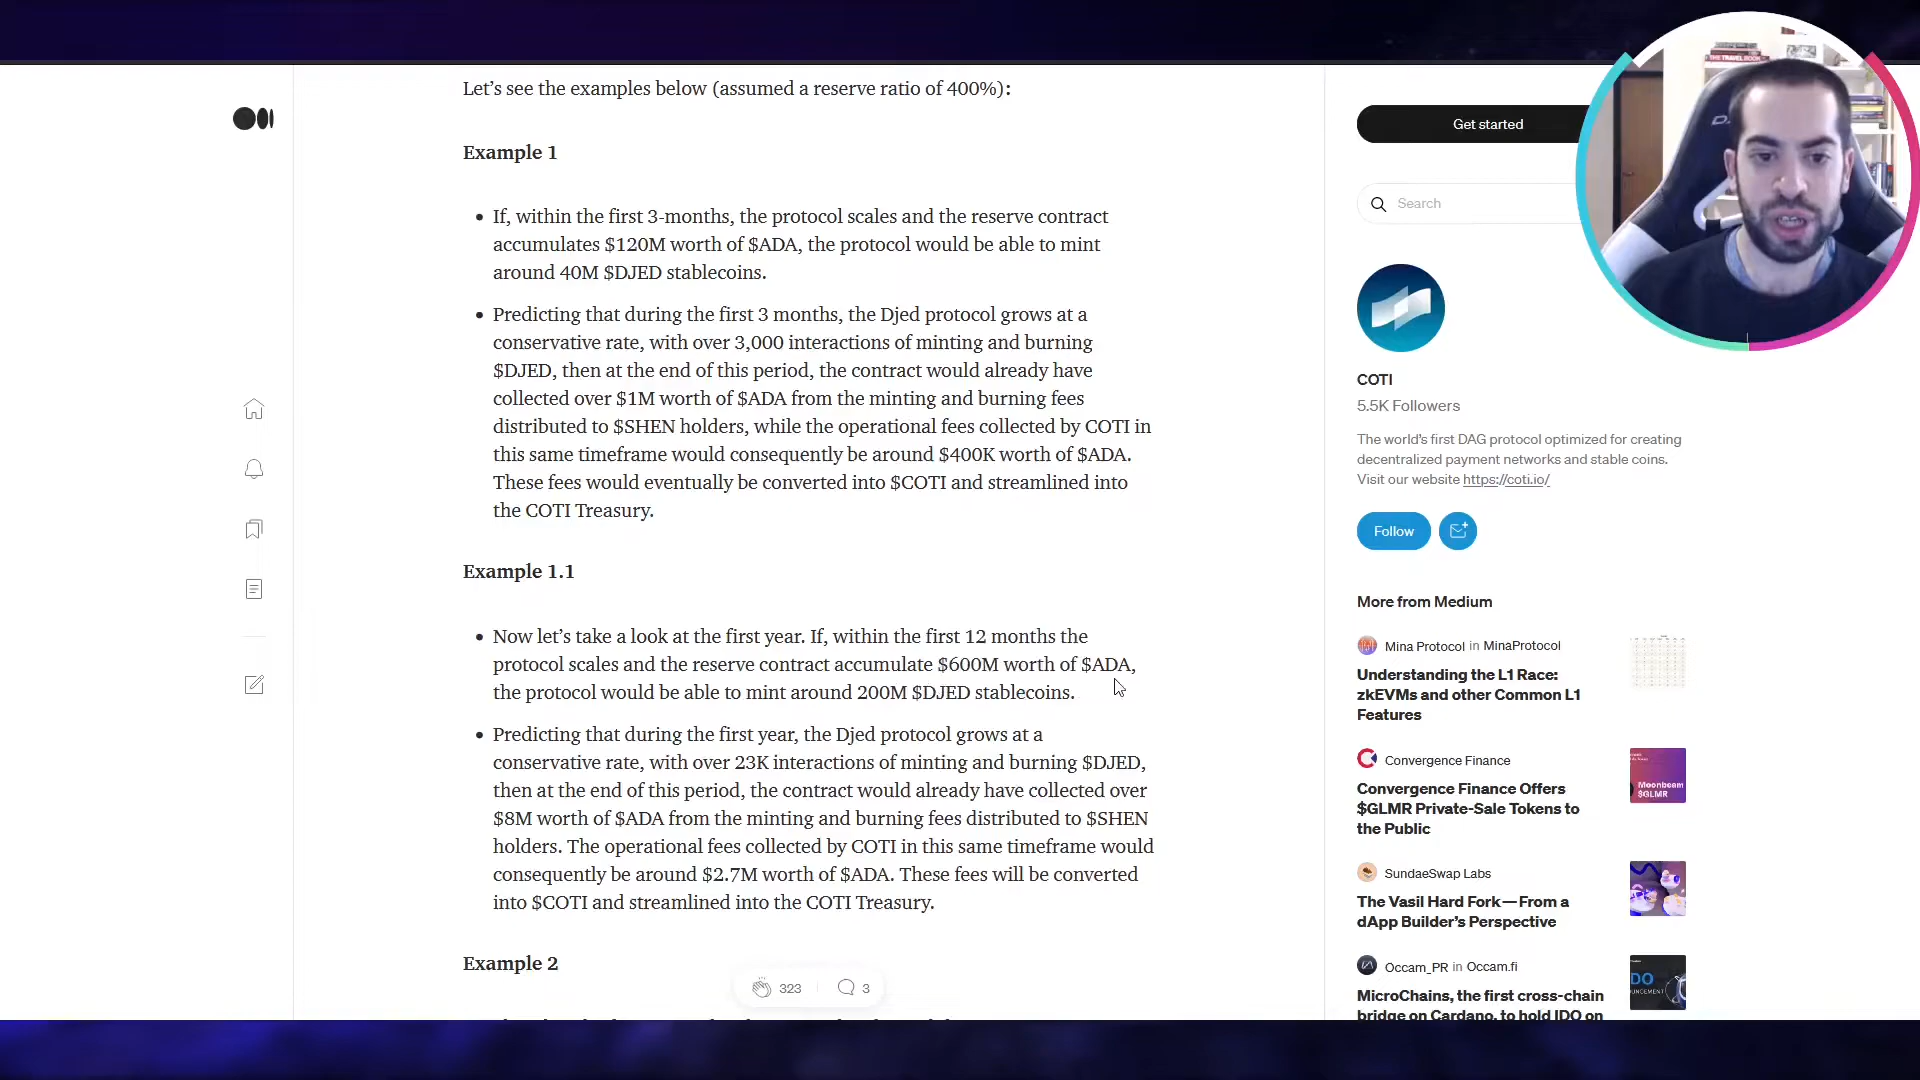 Let’s see the examples below (assumed a reserve ratio of 400%):
Example 1
• If, within the first 3-months, the protocol scales and the reserve contract
accumulates $120M worth of $ADA, the protocol would be able to mint
around 40M $DJED stablecoins.
• Predicting that during the first 3 months, the Djed protocol grows at a
conservative rate, with over 3,000 interactions of minting and burning
$DJED, then at the end of this period, the contract would already have
collected over $1M worth of $ADA from the minting and burning fees
distributed to $SHEN holders, while the operational fees collected by COTI in
this same timeframe would consequently be around $400K worth of $ADA.
These fees would eventually be converted into $COTI and streamlined into
the COTI Treasury.
Example 1.1
• Now let’s take a look at the first year. If, within the first 12 months the
protocol scales and the reserve contract accumulate $600M worth of $ADA,
the protocol would be able to mint around 200M $DJED stablecoins.
• Predicting that during the first year, the Djed protocol grows at a
conservative rate, with over 23K interactions of minting and burning $DJED,
then at the end of this period, the contract would already have collected over
$8M worth of $ADA from the minting and burning fees distributed to $SHEN
holders. The operational fees collected by COTI in this same timeframe would
consequently be around $2.7M worth of $ADA. These fees will be converted
into $COTI and streamlined into the COTI Treasury.
Example 2
323
3
Get started
Search
COTI
5.5K Followers
The world’s first DAG protocol optimized for creating
decentralized payment networks and stable coins.
Visit our website https://coti.io/
Follow
More from Medium
Mina Protocol in MinaProtocol
Understanding the L1 Race:
zkEVMs and other Common L1
Features
Convergence Finance
Convergence Finance Offers
$GLMR Private-Sale Tokens to
the Public
Moonbeam
$GLMR
SundaeSwap Labs
The Vasil Hard Fork — From a
dApp Builder’s Perspective
Occam_PR in Occam.fi
MicroChains, the first cross-chain
bridge on Cardano, to hold IDO on
THE TRAVEL BOOK